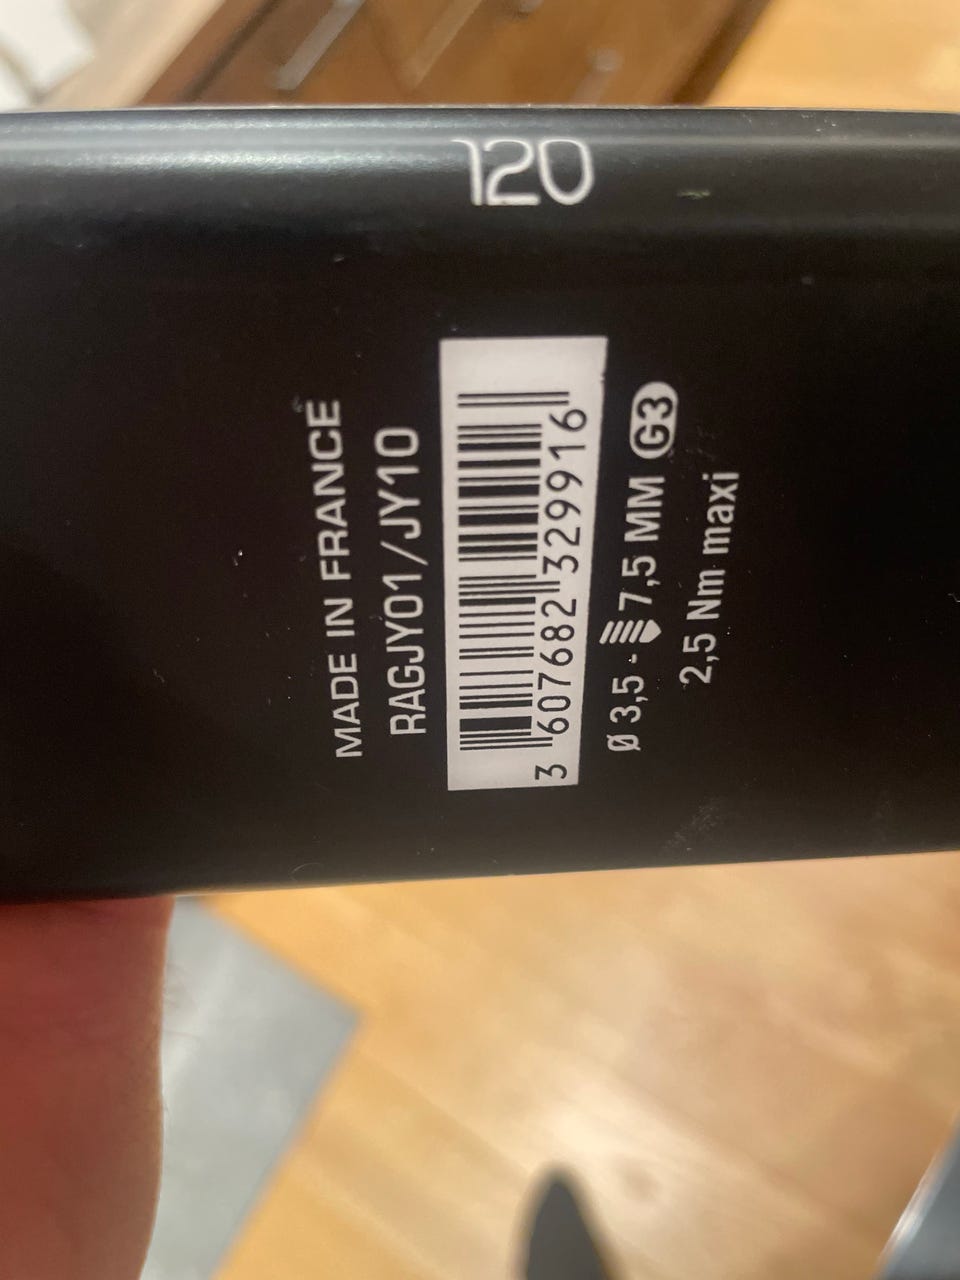 120
MADE IN FRANCE
RAGJY01/JY10
3 607682 329916
Ø 3,5 - 7,5 MM G3
2,5 Nm maxi